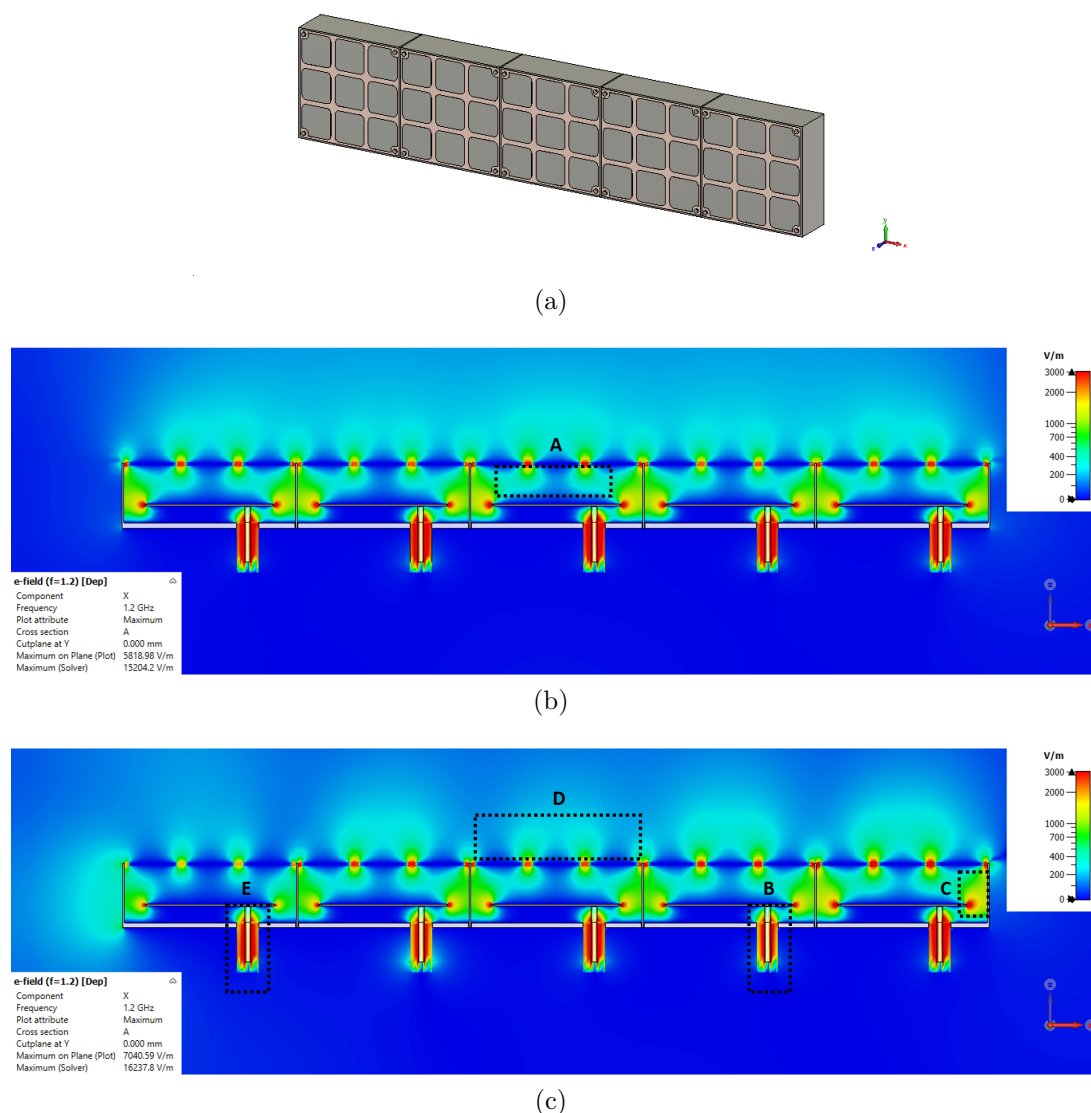 y
x
z
(a)
A
V/m
3000
2000
1000
700
400
200
0
e-field (f=1.2) [Dep]
Component X
Frequency 1.2 GHz
Plot attribute Maximum
Cross section A
Cutplane at Y 0.000 mm
Maximum on Plane (Plot) 5818.98 V/m
Maximum (Solver) 15204.2 V/m
(b)
D
E
B
C
V/m
3000
2000
1000
700
400
200
0
e-field (f=1.2) [Dep]
Component X
Frequency 1.2 GHz
Plot attribute Maximum
Cross section A
Cutplane at Y 0.000 mm
Maximum on Plane (Plot) 7040.59 V/m
Maximum (Solver) 16237.8 V/m
(c)